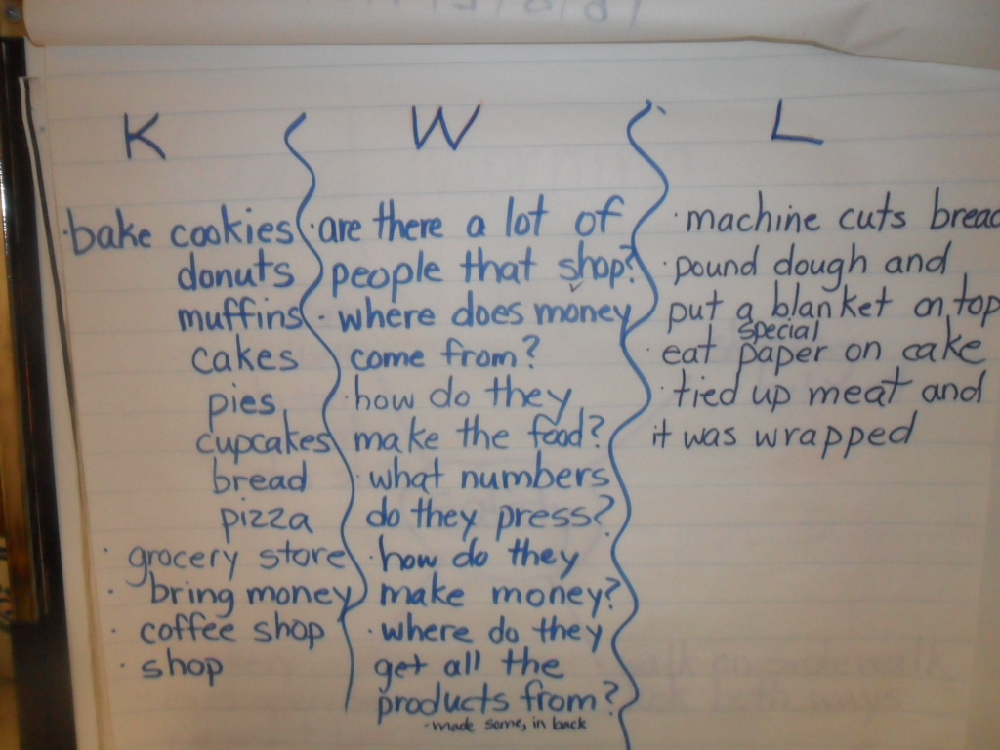 K
W
L
·bake cookies
donuts
muffins
cakes
pies
cupcakes
bread
pizza
· grocery store
· bring money
· coffee shop
· shop
·are there a lot of
people that shop?
· where does money
come from?
·how do they
make the food?
·what numbers
do they press?
·how do they
make money?
·where do they
get all the
products from?
-made some, in back
·machine cuts bread
·pound dough and
put a blanket on top
special
·eat paper on cake
·tied up meat and
it was wrapped